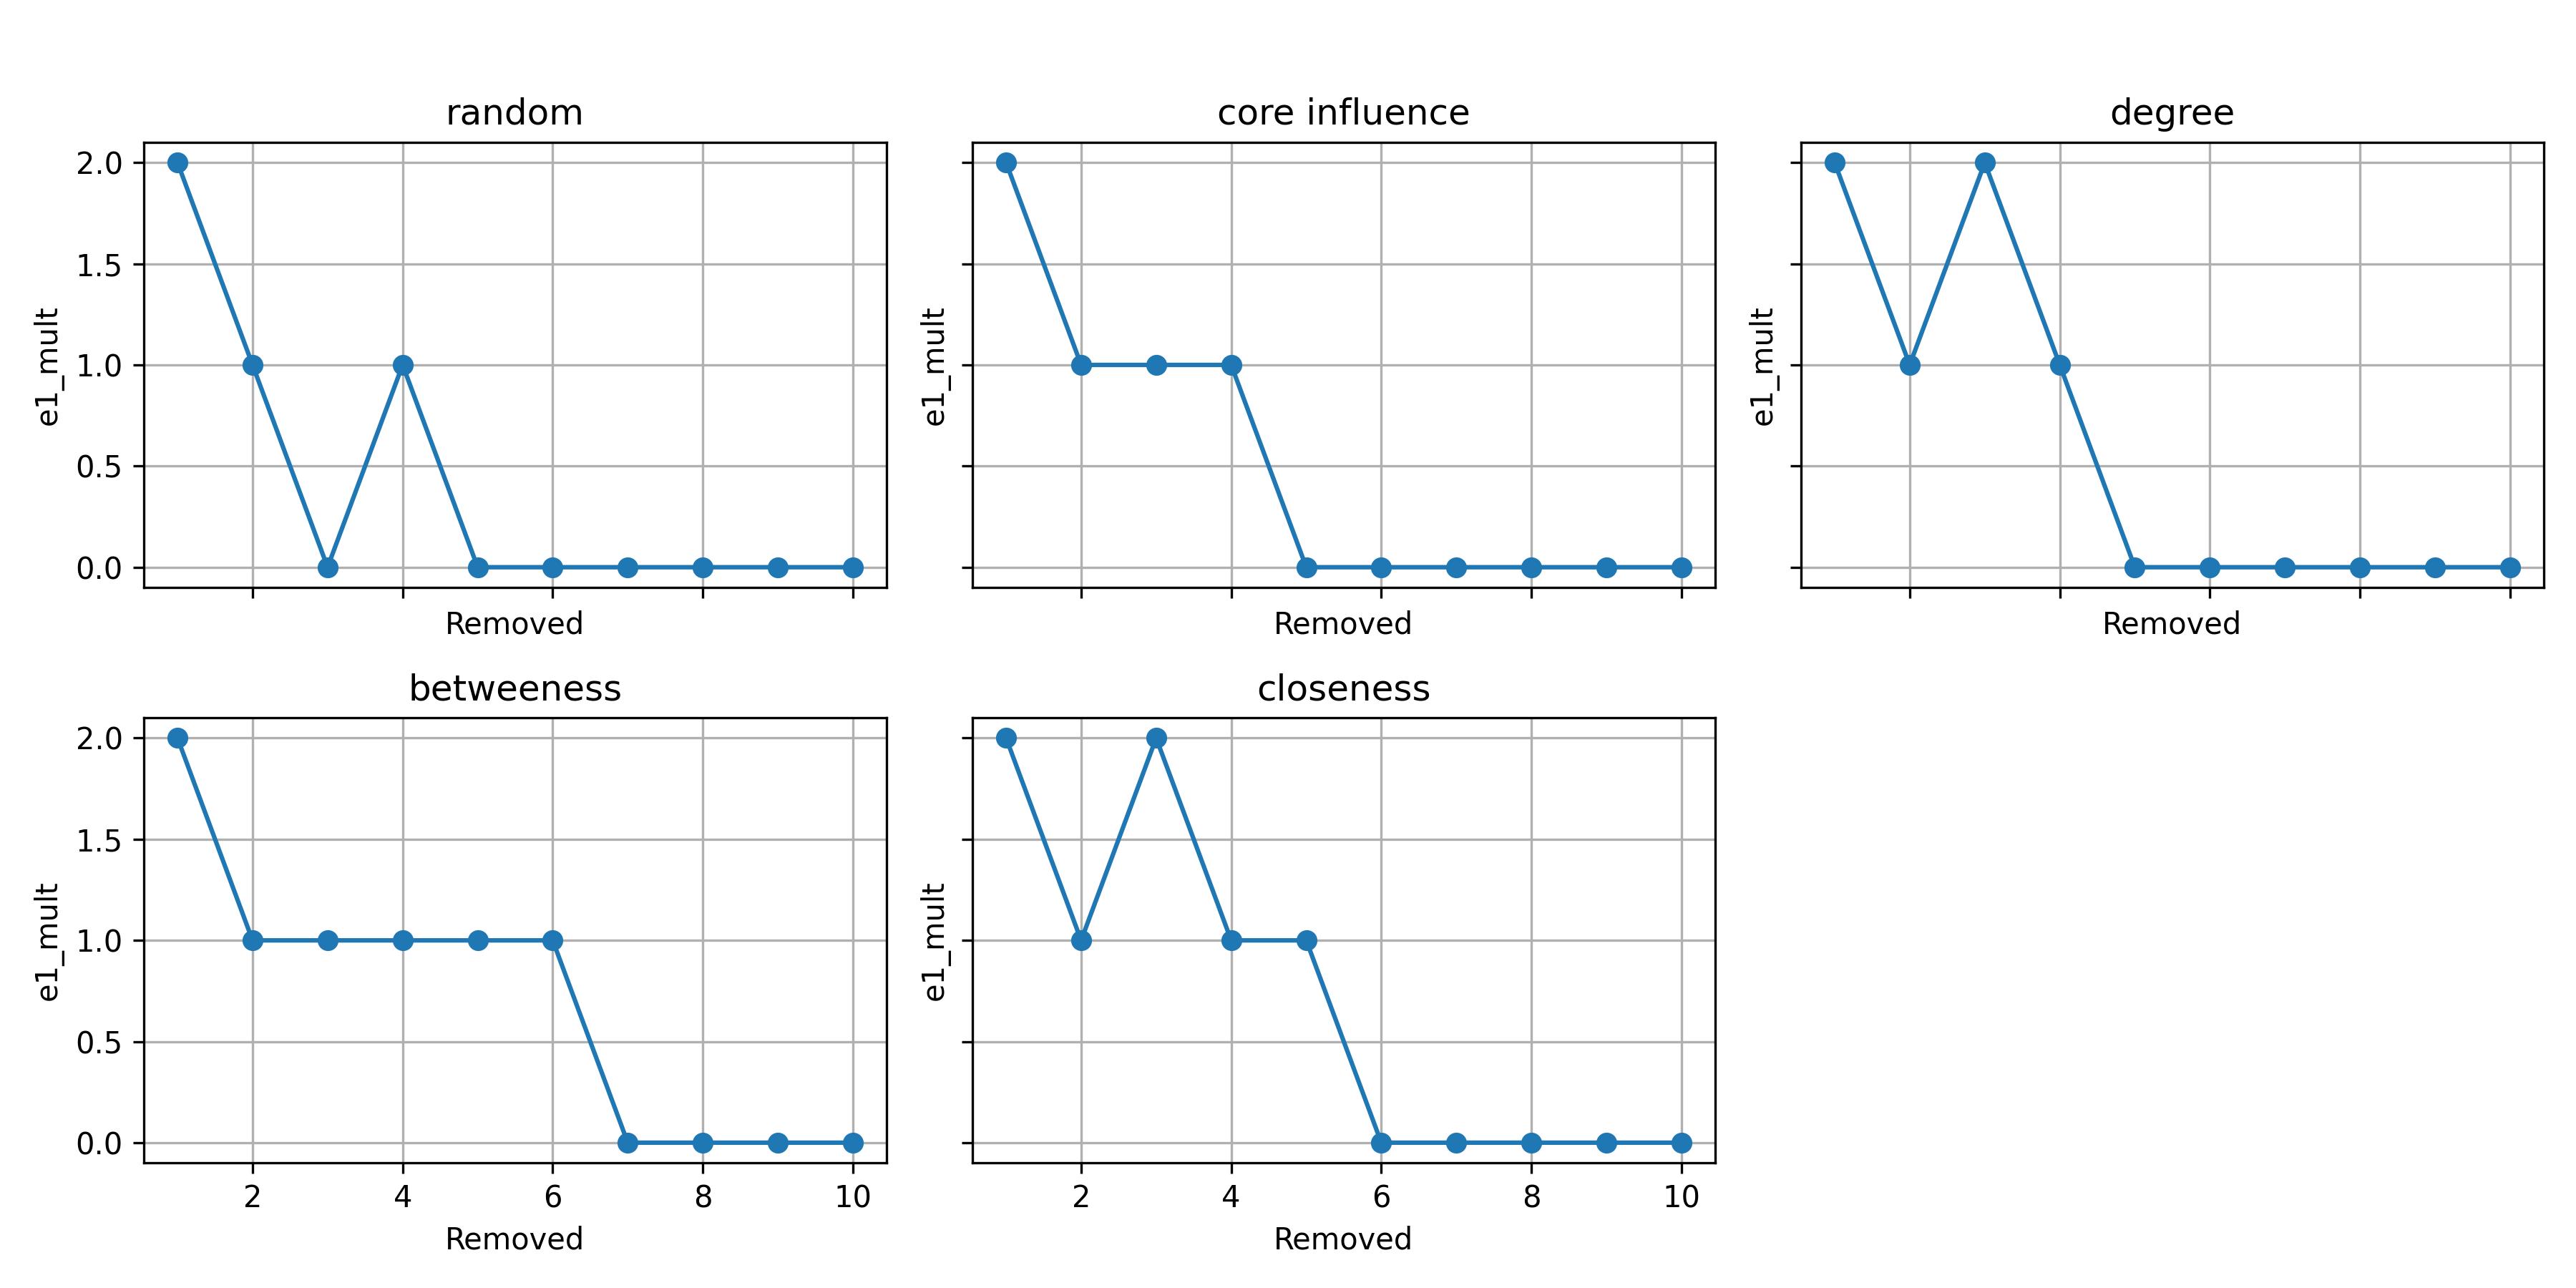 random
2.0
1.5
1.0
0.5
0.0
e1_mult
Removed
core influence
e1_mult
Removed
degree
e1_mult
Removed
betweeness
2.0
1.5
1.0
0.5
0.0
e1_mult
2 4 6 8 10
Removed
closeness
e1_mult
2 4 6 8 10
Removed